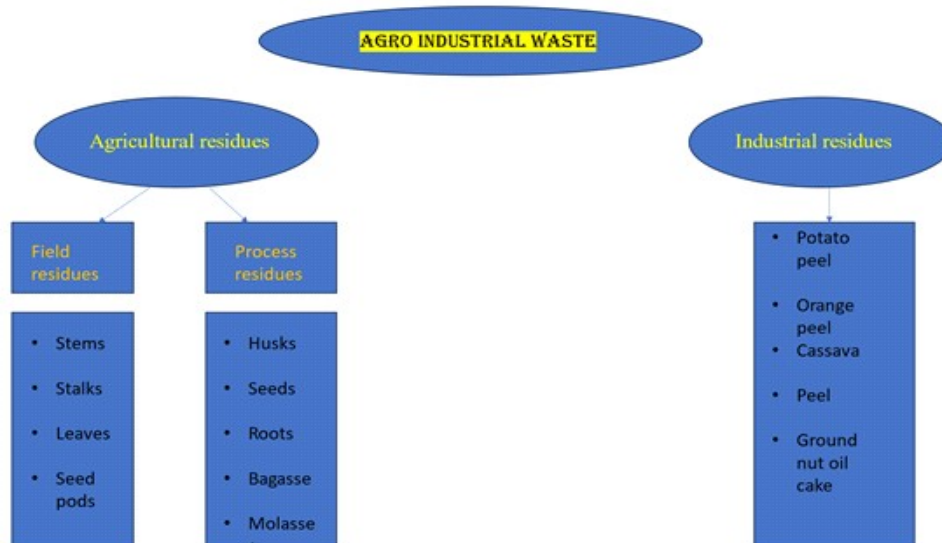 AGRO INDUSTRIAL WASTE
Agricultural residues
Industrial residues
Field
residues
Process
residues
• Stems
• Stalks
• Leaves
• Seed
pods
• Husks
• Seeds
• Roots
• Bagasse
• Molasse
• Potato
peel
• Orange
peel
• Cassava
• Peel
• Ground
nut oil
cake